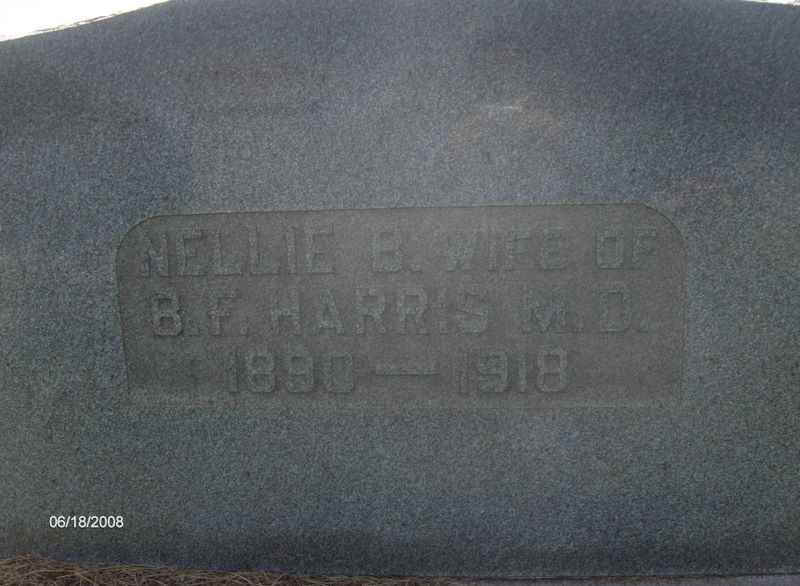 NELLIE B. WIFE OF
B. F. HARRIS M. D.
1890 — 1918
06/18/2008